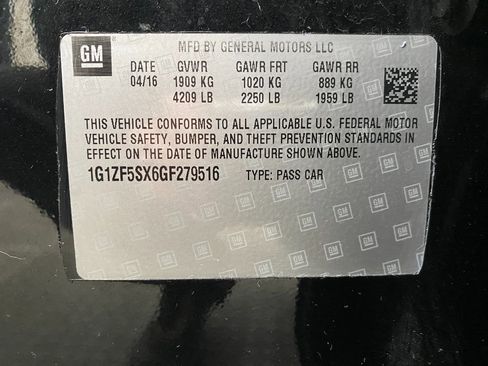 GM
MFD BY GENERAL MOTORS LLC
DATE GVWR GAWR FRT GAWR RR
04/16 1909 KG 1020 KG 889 KG
4209 LB 2250 LB 1959 LB
THIS VEHICLE CONFORMS TO ALL APPLICABLE U.S. FEDERAL MOTOR
VEHICLE SAFETY, BUMPER, AND THEFT PREVENTION STANDARDS IN
EFFECT ON THE DATE OF MANUFACTURE SHOWN ABOVE.
1G1ZF5SX6GF279516 TYPE: PASS CAR